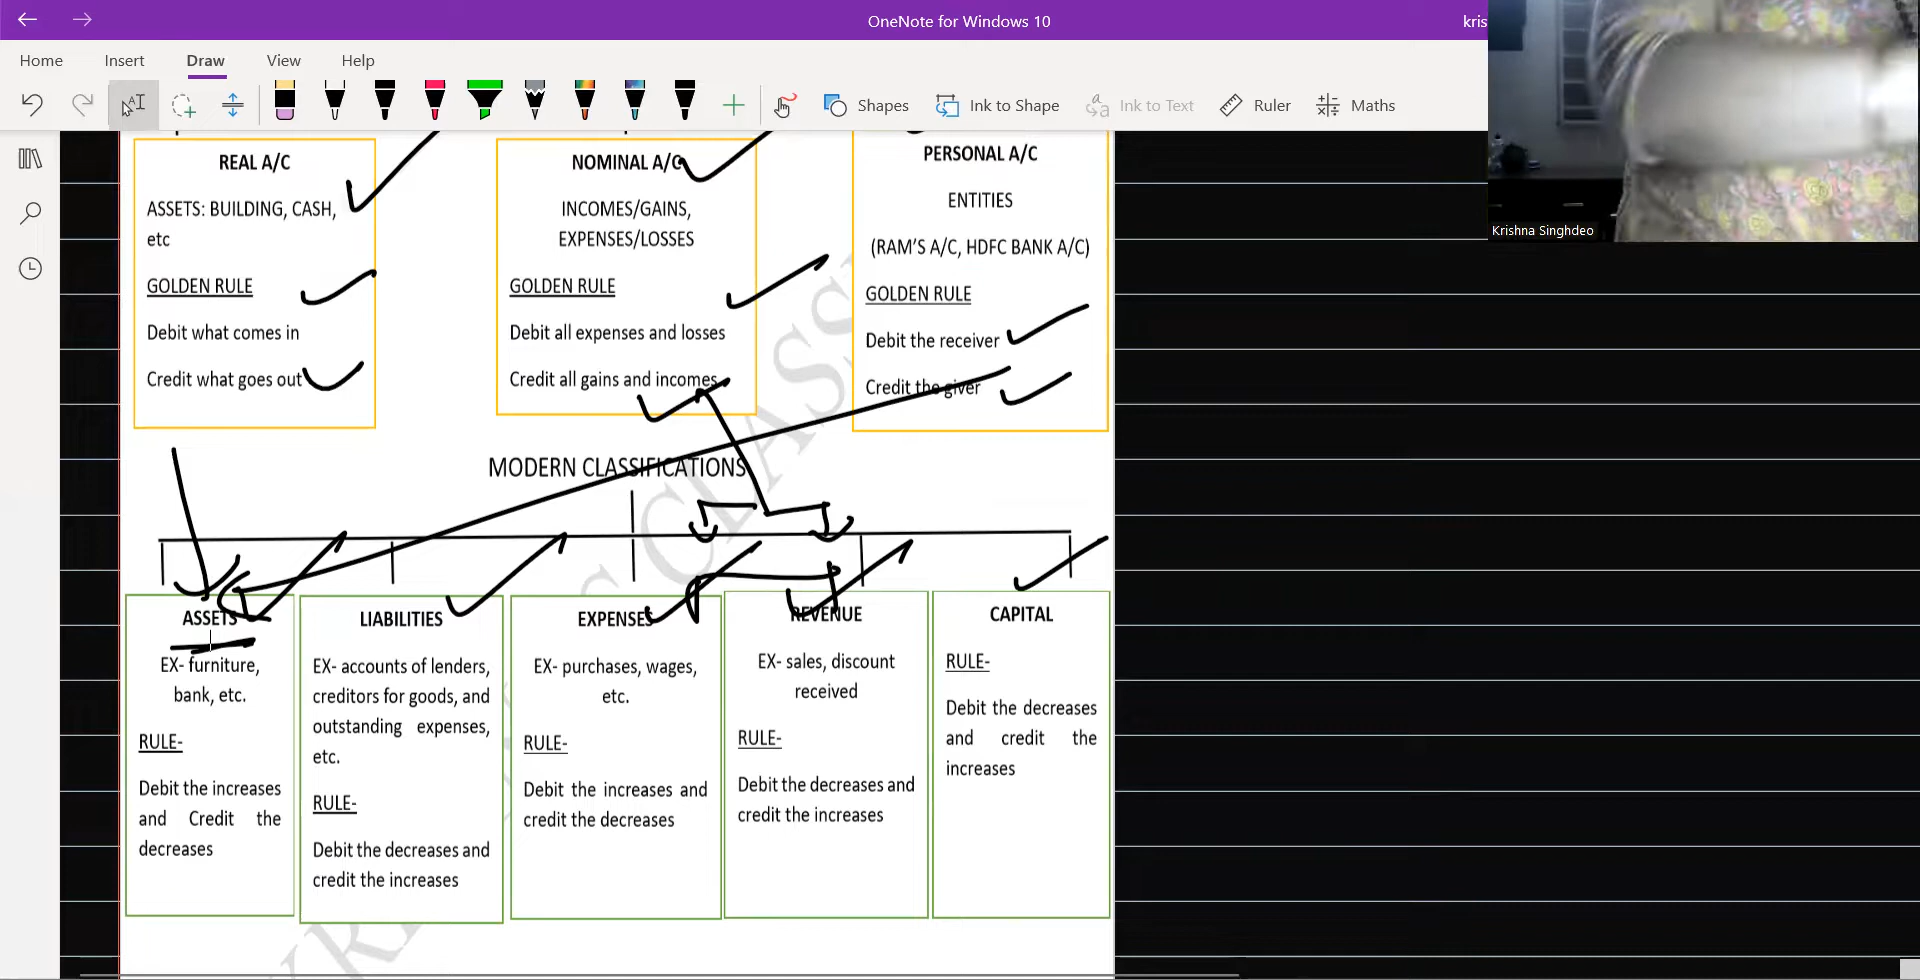 OneNote for Windows 10
kris
Home Insert Draw View Help
Shapes Ink to Shape Ink to Text Ruler Maths
Krishna Singhdeo
REAL A/C
ASSETS: BUILDING, CASH,
etc
GOLDEN RULE
Debit what comes in
Credit what goes out
NOMINAL A/C
INCOMES/GAINS,
EXPENSES/LOSSES
GOLDEN RULE
Debit all expenses and losses
Credit all gains and incomes
PERSONAL A/C
ENTITIES
(RAM'S A/C, HDFC BANK A/C)
GOLDEN RULE
Debit the receiver
Credit the giver
MODERN CLASSIFICATIONS
ASSETS
EX- furniture,
bank, etc.
RULE-
Debit the increases
and Credit the
decreases
LIABILITIES
EX- accounts of lenders,
creditors for goods, and
outstanding expenses,
etc.
RULE-
Debit the decreases and
credit the increases
EXPENSES
EX- purchases, wages,
etc.
RULE-
Debit the increases and
credit the decreases
REVENUE
EX- sales, discount
received
RULE-
Debit the decreases and
credit the increases
CAPITAL
RULE-
Debit the decreases
and credit the
increases